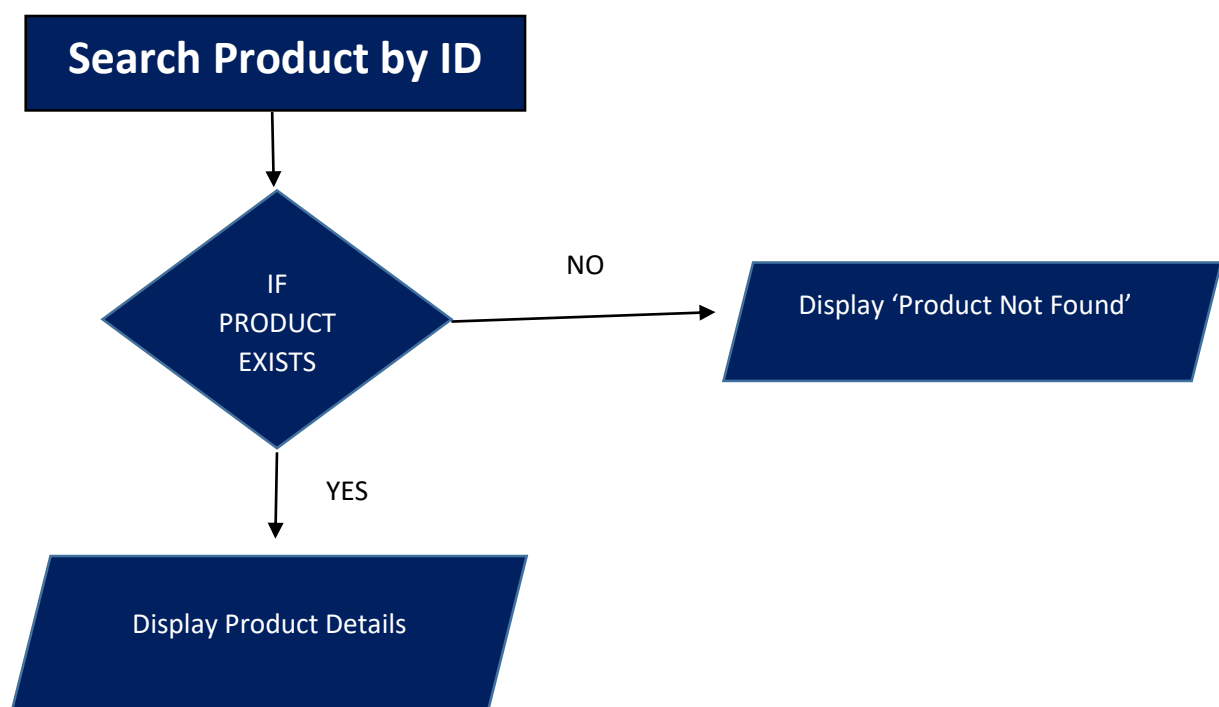 Search Product by ID
IF
PRODUCT
EXISTS
NO
Display ‘Product Not Found’
YES
Display Product Details